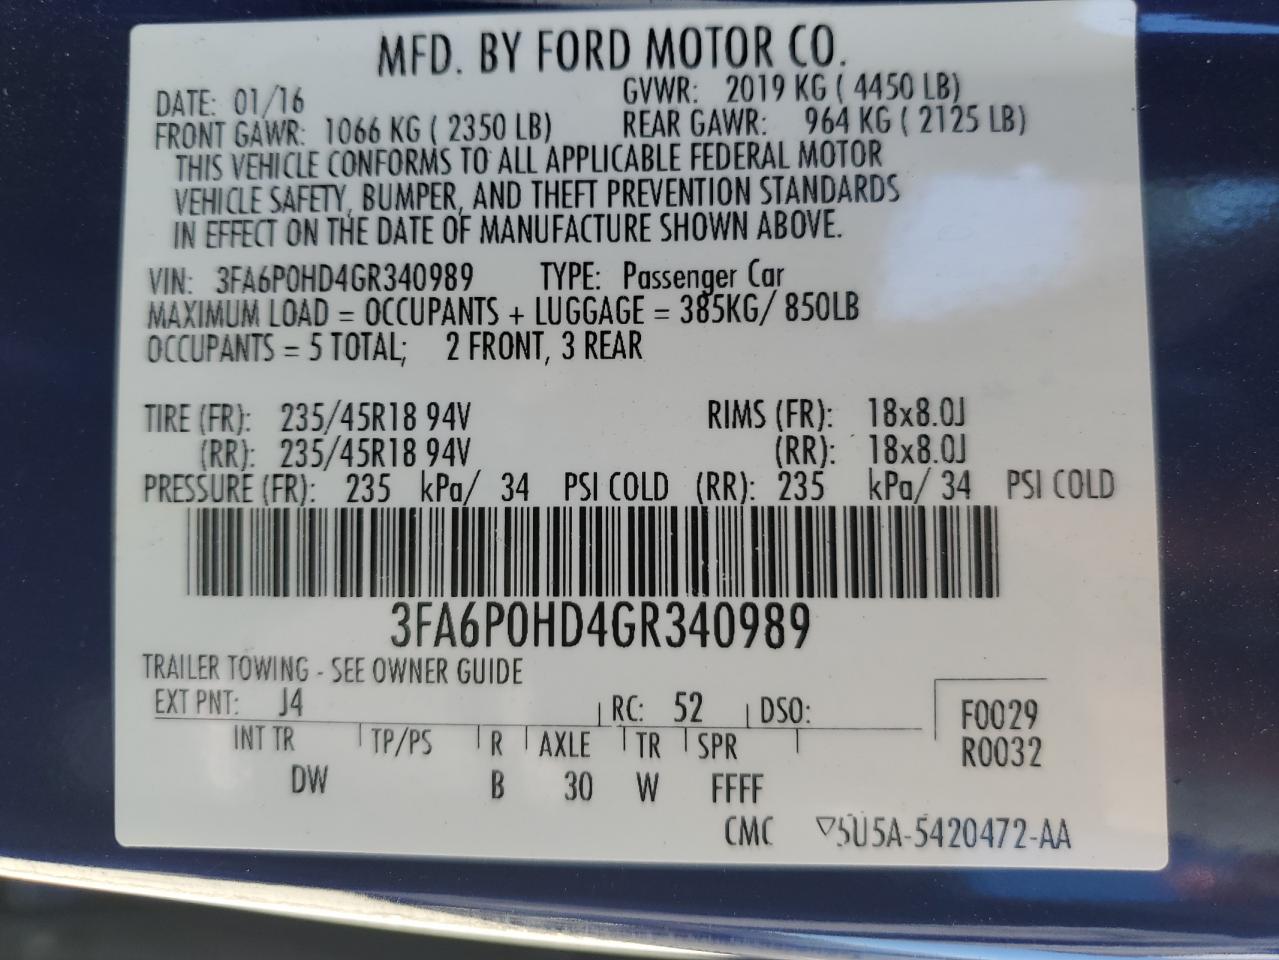 MFD. BY FORD MOTOR CO.
DATE: 01/16 GVWR: 2019 KG ( 4450 LB)
FRONT GAWR: 1066 KG ( 2350 LB) REAR GAWR: 964 KG ( 2125 LB)
THIS VEHICLE CONFORMS TO ALL APPLICABLE FEDERAL MOTOR
VEHICLE SAFETY, BUMPER, AND THEFT PREVENTION STANDARDS
IN EFFECT ON THE DATE OF MANUFACTURE SHOWN ABOVE.
VIN: 3FA6P0HD4GR340989 TYPE: Passenger Car
MAXIMUM LOAD = OCCUPANTS + LUGGAGE = 385KG/ 850LB
OCCUPANTS = 5 TOTAL; 2 FRONT, 3 REAR
TIRE (FR): 235/45R18 94V RIMS (FR): 18x8.0J
(RR): 235/45R18 94V (RR): 18x8.0J
PRESSURE (FR): 235 kPa/ 34 PSI COLD (RR): 235 kPa/ 34 PSI COLD
3FA6P0HD4GR340989
TRAILER TOWING - SEE OWNER GUIDE
EXT PNT: J4 RC: 52 DSO: F0029
INT TR TP/PS R AXLE TR SPR R0032
DW B 30 W FFFF
CMC ▽5U5A-5420472-AA